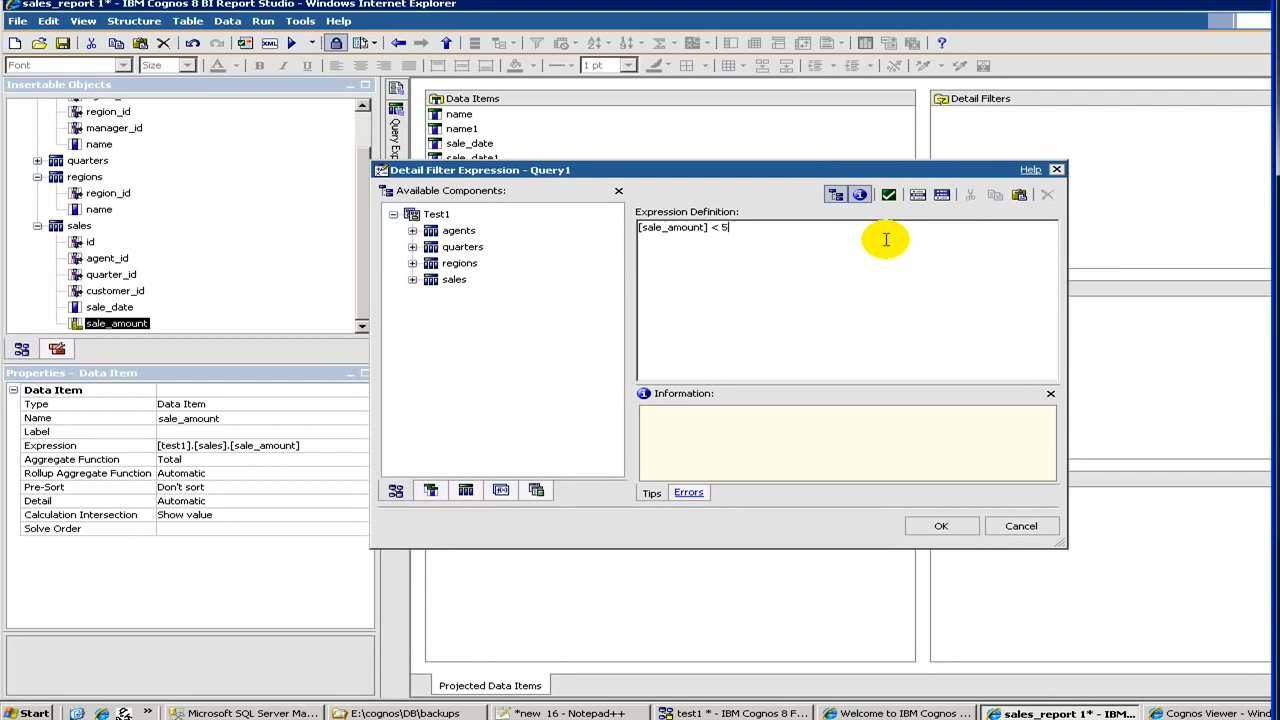 sales_report 1* - IBM Cognos 8 BI Report Studio - Windows Internet Explorer
File Edit View Structure Table Data Run Tools Help
Font Size 1 pt
Insertable Objects
region_id
manager_id
name
quarters
regions
region_id
name
sales
id
agent_id
quarter_id
customer_id
sale_date
sale_amount
Properties - Data Item
Data Item
Type Data Item
Name sale_amount
Label
Expression [test1].[sales].[sale_amount]
Aggregate Function Total
Rollup Aggregate Function Automatic
Pre-Sort Don't sort
Detail Automatic
Calculation Intersection Show value
Solve Order
Query Ex
Data Items
name
name1
sale_date
sale_date1
Detail Filters
Detail Filter Expression - Query1 Help
Available Components:
Test1
agents
quarters
regions
sales
Expression Definition:
[sale_amount] < 5
Information:
Tips Errors
OK Cancel
Projected Data Items
Start Microsoft SQL Server Ma... E:\cognos\DB\backups *new 16 - Notepad++ test1 * - IBM Cognos 8 F... Welcome to IBM Cognos ... sales_report 1* - IBM... Cognos Viewer - Wind